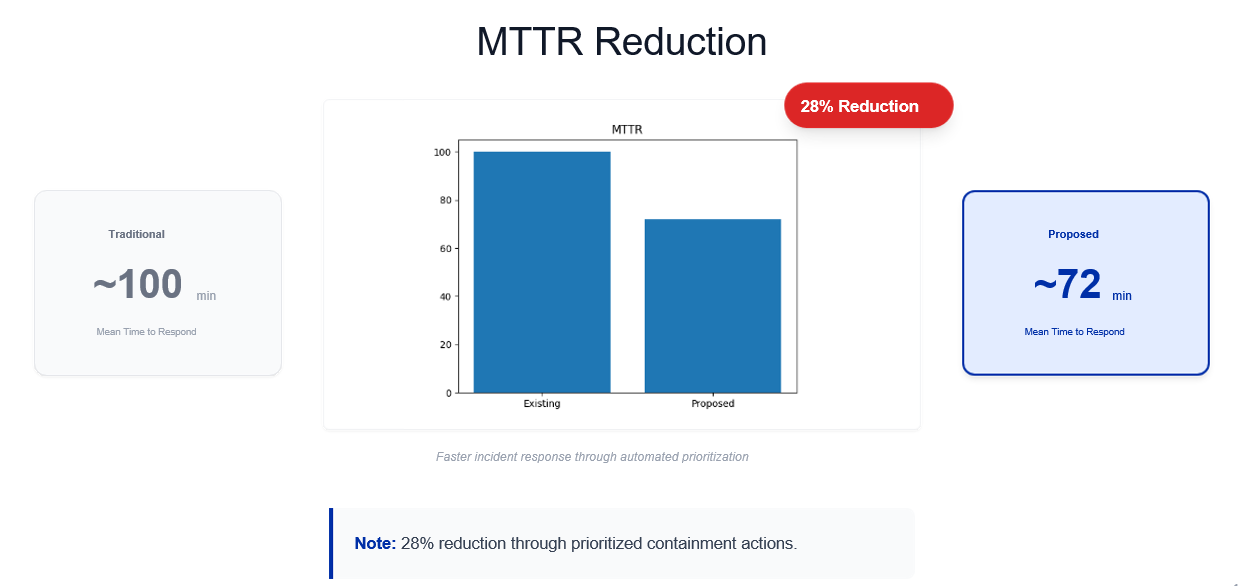 MTTR Reduction
28% Reduction
Traditional
~100 min
Mean Time to Respond
MTTR
100
80
60
40
20
0
Existing Proposed
Proposed
~72 min
Mean Time to Respond
Faster incident response through automated prioritization
Note: 28% reduction through prioritized containment actions.